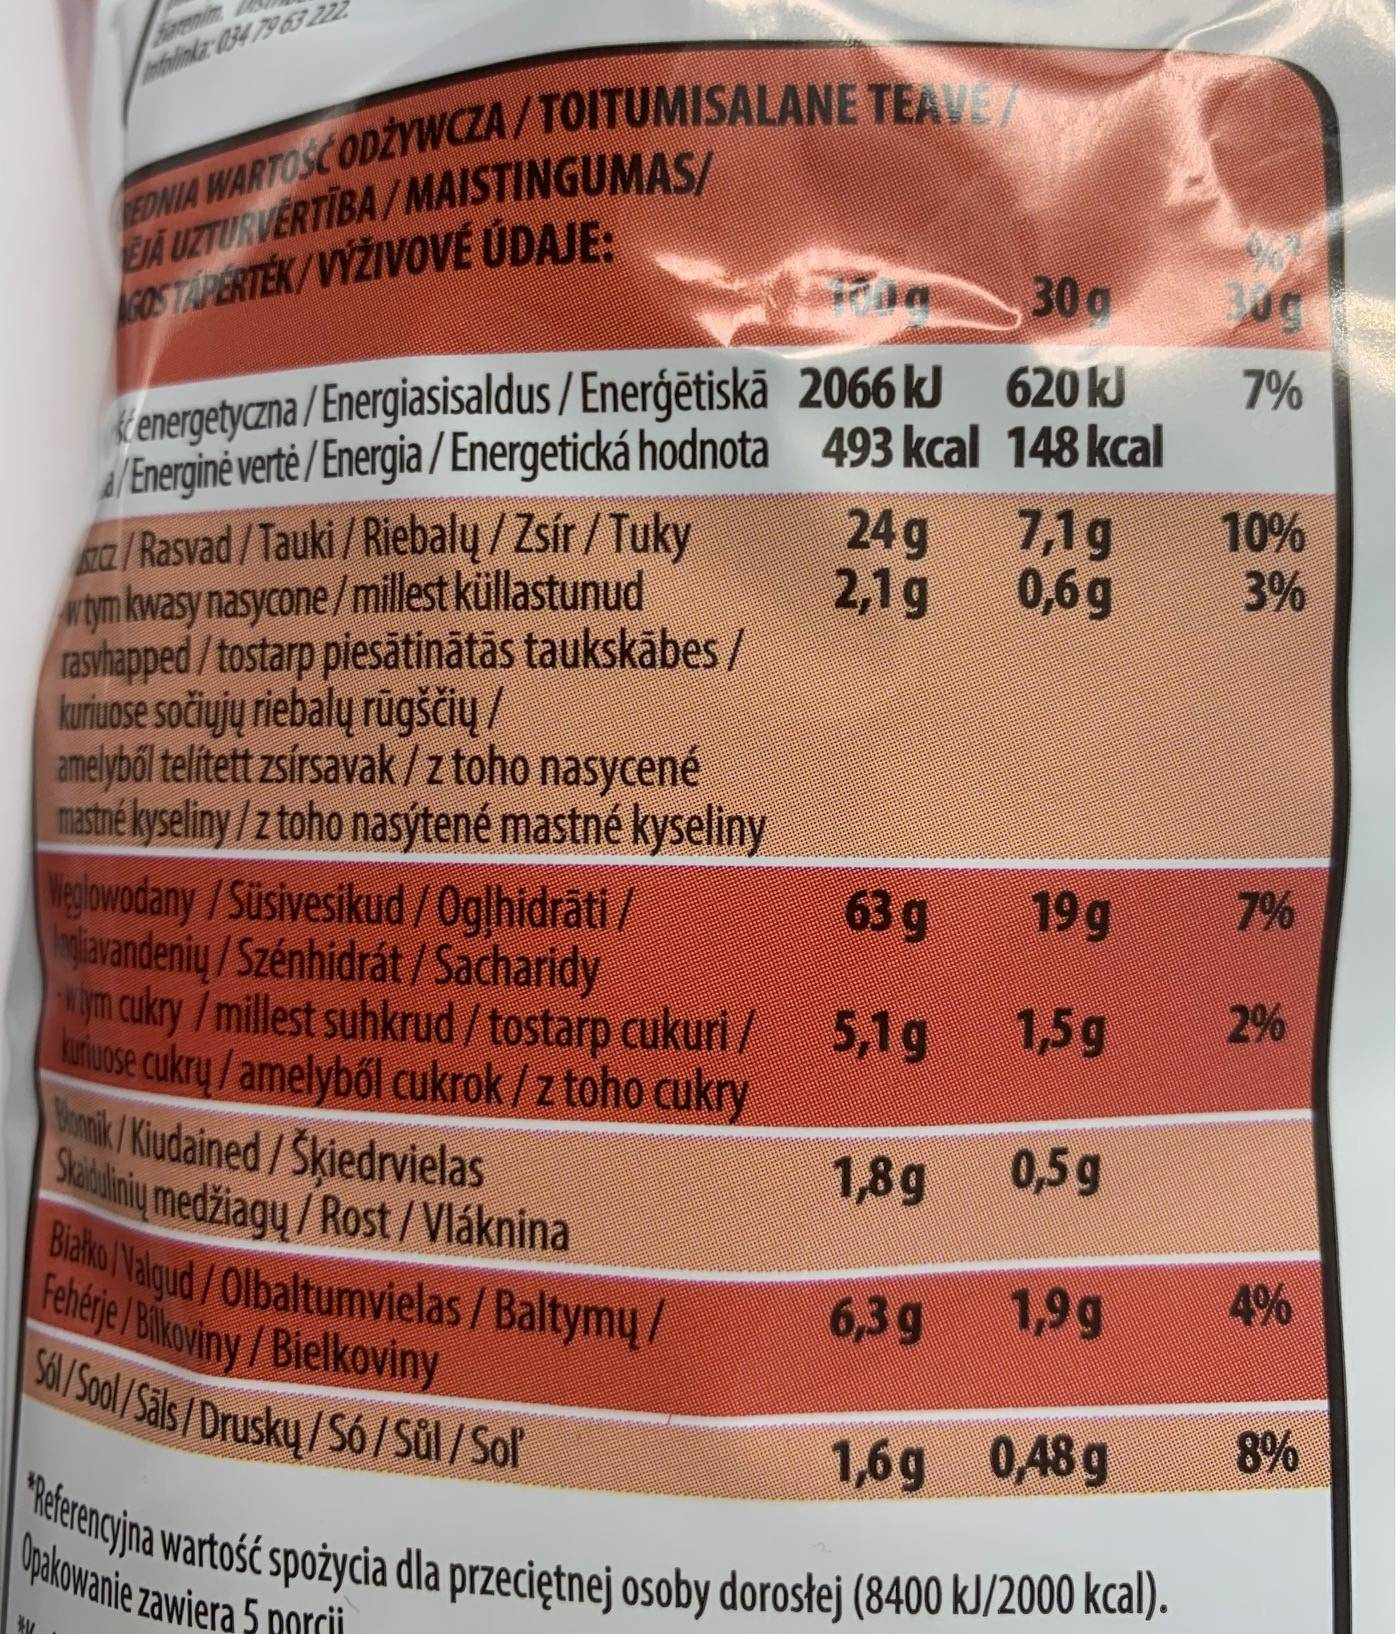 Infolinka: 034 79 63 222.
WARTOŚĆ ODŻYWCZA / TOITUMISALANE TEAVE /
UZTURVĒRTĪBA / MAISTINGUMAS/
TÁPÉRTÉK / VÝŽIVOVÉ ÚDAJE:
%*
100 g 30 g 30 g
energetyczna / Energiasisaldus / Enerģētiskā 2066 kJ 620 kJ 7%
/ Energinė vertė / Energia / Energetická hodnota 493 kcal 148 kcal
/ Rasvad / Tauki / Riebalų / Zsír / Tuky 24 g 7,1 g 10%
- w tym kwasy nasycone / millest küllastunud 2,1 g 0,6 g 3%
rasvhapped / tostarp piesātinātās taukskābes /
kuriuose sočiųjų riebalų rūgščių /
amelyből telített zsírsavak / z toho nasycené
mastné kyseliny / z toho nasýtené mastné kyseliny
Węglowodany / Süsivesikud / Ogļhidrāti / 63 g 19 g 7%
Angliavandenių / Szénhidrát / Sacharidy
- w tym cukry / millest suhkrud / tostarp cukuri / 5,1 g 1,5 g 2%
kuriuose cukrų / amelyből cukrok / z toho cukry
Błonnik / Kiudained / Šķiedrvielas 1,8 g 0,5 g
Skaidulinių medžiagų / Rost / Vláknina
Białko / Valgud / Olbaltumvielas / Baltymų / 6,3 g 1,9 g 4%
Fehérje / Bílkoviny / Bielkoviny
Sól / Sool / Sāls / Druskų / Só / Sůl / Soľ 1,6 g 0,48 g 8%
*Referencyjna wartość spożycia dla przeciętnej osoby dorosłej (8400 kJ/2000 kcal).
Opakowanie zawiera 5 porcji